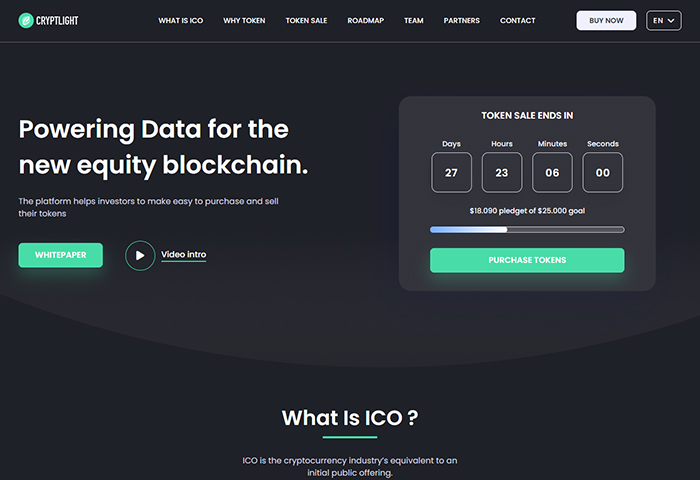 CRYPTLIGHT
WHAT IS ICO
WHY TOKEN
TOKEN SALE
ROADMAP
TEAM
PARTNERS
CONTACT
BUY NOW
EN
Powering Data for the
new equity blockchain.
The platform helps investors to make easy to purchase and sell
their tokens
WHITEPAPER
Video intro
TOKEN SALE ENDS IN
Days Hours Minutes Seconds
27 23 06 00
$18.090 pledget of $25.000 goal
PURCHASE TOKENS
What Is ICO ?
ICO is the cryptocurrency industry's equivalent to an
initial public offering.